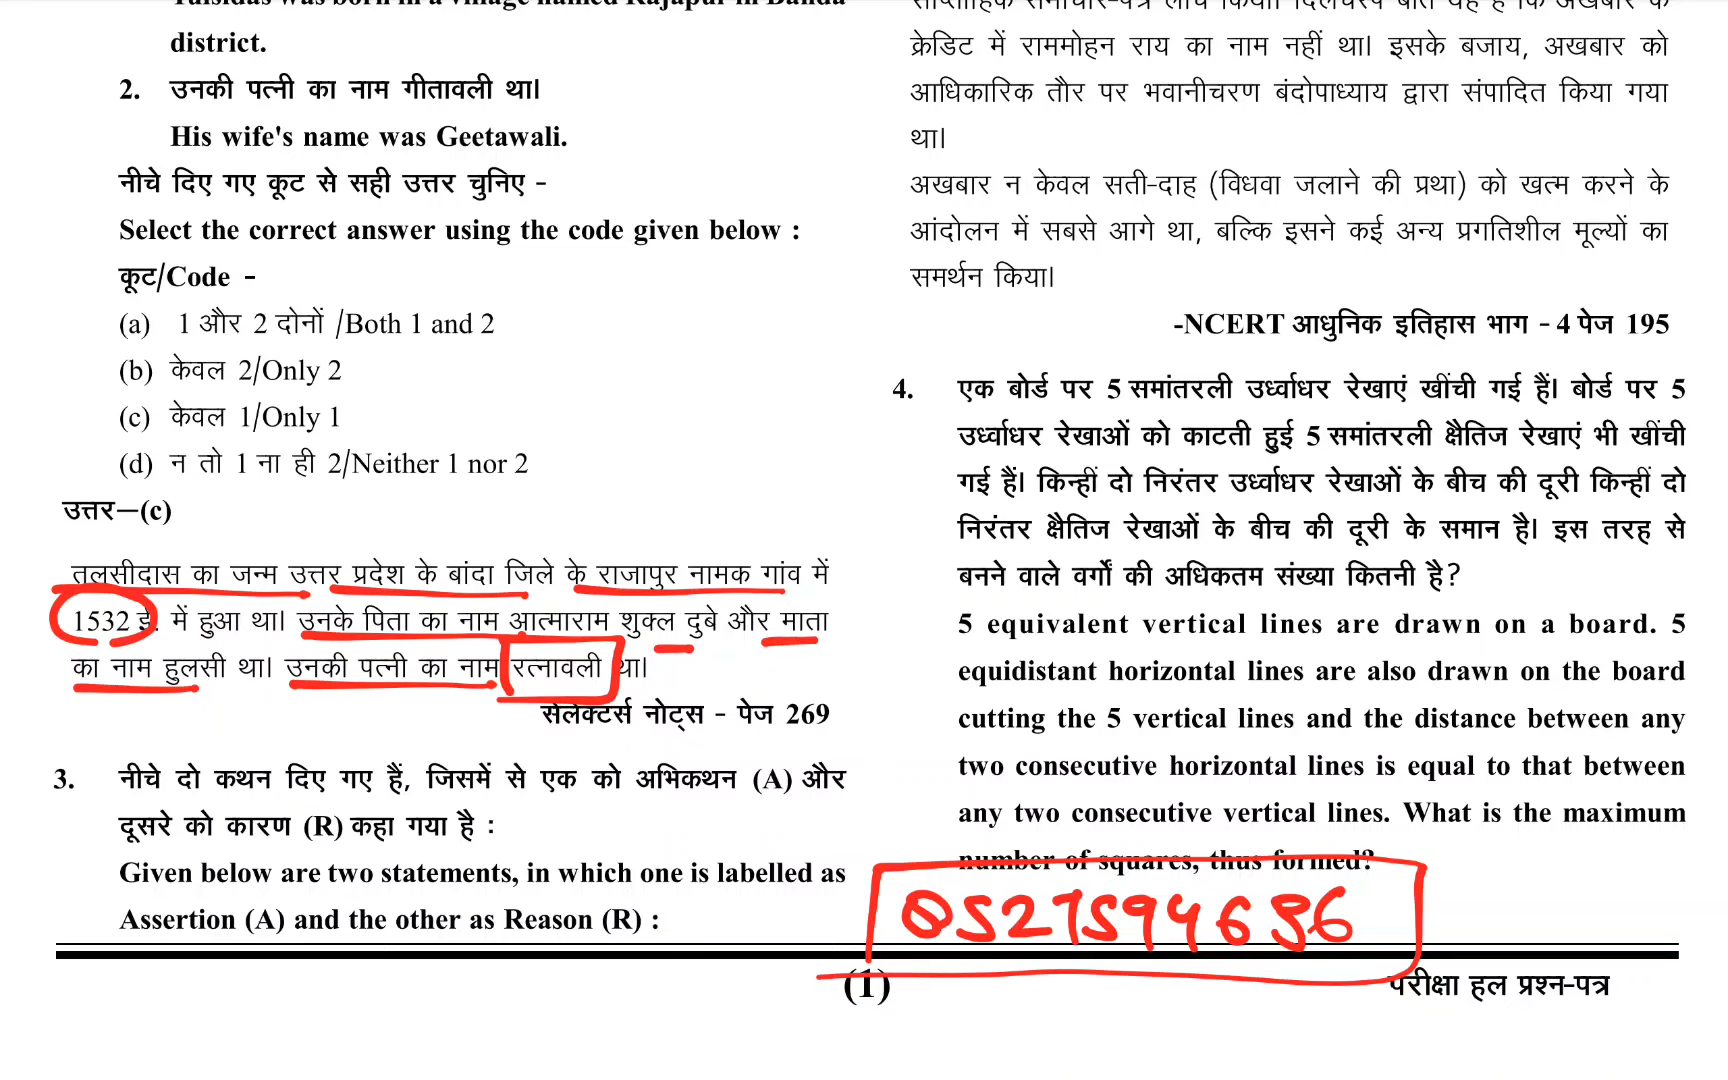 district.
2. उनकी पत्नी का नाम गीतावली था।
His wife's name was Geetawali.
नीचे दिए गए कूट से सही उत्तर चुनिए -
Select the correct answer using the code given below :
कूट/Code -
(a) 1 और 2 दोनों /Both 1 and 2
(b) केवल 2/Only 2
(c) केवल 1/Only 1
(d) न तो 1 ना ही 2/Neither 1 nor 2
उत्तर—(c)
तुलसीदास का जन्म उत्तर प्रदेश के बांदा जिले के राजापुर नामक गांव में
1532 ई. में हुआ था। उनके पिता का नाम आत्माराम शुक्ल दुबे और माता
का नाम हुलसी था। उनकी पत्नी का नाम रत्नावली था।
सेलेक्टर्स नोट्स - पेज 269
3. नीचे दो कथन दिए गए हैं, जिसमें से एक को अभिकथन (A) और
दूसरे को कारण (R) कहा गया है :
Given below are two statements, in which one is labelled as
Assertion (A) and the other as Reason (R) :
क्रेडिट में राममोहन राय का नाम नहीं था। इसके बजाय, अखबार को
आधिकारिक तौर पर भवानीचरण बंदोपाध्याय द्वारा संपादित किया गया
था।
अखबार न केवल सती-दाह (विधवा जलाने की प्रथा) को खत्म करने के
आंदोलन में सबसे आगे था, बल्कि इसने कई अन्य प्रगतिशील मूल्यों का
समर्थन किया।
-NCERT आधुनिक इतिहास भाग - 4 पेज 195
4. एक बोर्ड पर 5 समांतरली उर्ध्वाधर रेखाएं खींची गई हैं। बोर्ड पर 5
उर्ध्वाधर रेखाओं को काटती हुई 5 समांतरली क्षैतिज रेखाएं भी खींची
गई हैं। किन्हीं दो निरंतर उर्ध्वाधर रेखाओं के बीच की दूरी किन्हीं दो
निरंतर क्षैतिज रेखाओं के बीच की दूरी के समान है। इस तरह से
बनने वाले वर्गों की अधिकतम संख्या कितनी है?
5 equivalent vertical lines are drawn on a board. 5
equidistant horizontal lines are also drawn on the board
cutting the 5 vertical lines and the distance between any
two consecutive horizontal lines is equal to that between
any two consecutive vertical lines. What is the maximum
number of squares, thus formed?
(1)
परीक्षा हल प्रश्न-पत्र